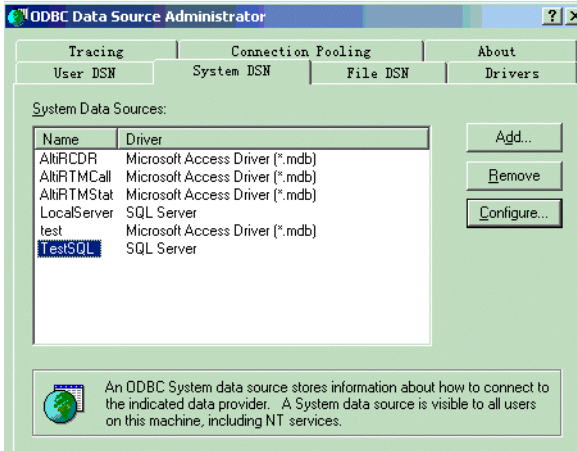 ODBC Data Source Administrator
Tracing Connection Pooling About
User DSN System DSN File DSN Drivers
System Data Sources:
Name Driver
AltiRCDR Microsoft Access Driver (*.mdb)
AltiRTMCall Microsoft Access Driver (*.mdb)
AltiRTMStat Microsoft Access Driver (*.mdb)
LocalServer SQL Server
test Microsoft Access Driver (*.mdb)
TestSQL SQL Server
Add...
Remove
Configure...
An ODBC System data source stores information about how to connect to
the indicated data provider. A System data source is visible to all users
on this machine, including NT services.